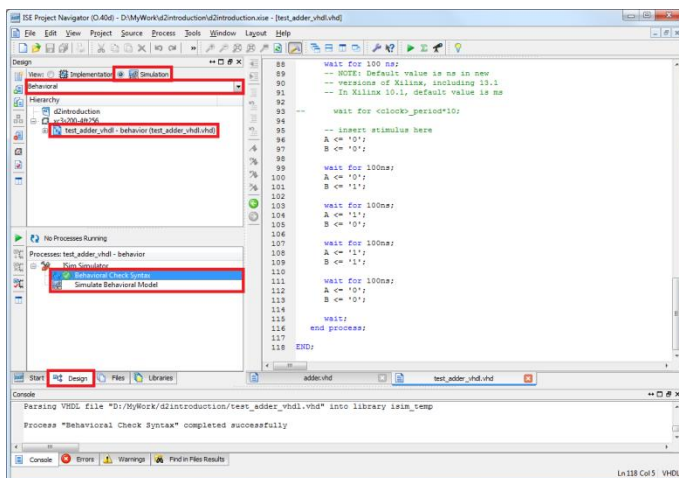 ISE Project Navigator (O.40d) - D:\MyWork\d2introduction\d2introduction.xise - [test_adder_vhdl.vhd]
File Edit View Project Source Process Tools Window Layout Help
Design
View: Implementation Simulation
Behavioral
Hierarchy
d2introduction
xc3s200-4ft256
test_adder_vhdl - behavior (test_adder_vhdl.vhd)
No Processes Running
Processes: test_adder_vhdl - behavior
ISim Simulator
Behavioral Check Syntax
Simulate Behavioral Model
Start Design Files Libraries
88 wait for 100 ns;
89 -- NOTE: Default value is ns in new
90 -- versions of Xilinx, including 13.1
91 -- In Xilinx 10.1, default value is ms
92
93 -- wait for <clock>_period*10;
94
95 -- insert stimulus here
96 A <= '0';
97 B <= '0';
98
99 wait for 100ns;
100 A <= '0';
101 B <= '1';
102
103 wait for 100ns;
104 A <= '1';
105 B <= '0';
106
107 wait for 100ns;
108 A <= '1';
109 B <= '1';
110
111 wait for 100ns;
112 A <= '0';
113 B <= '0';
114
115 wait;
116 end process;
117
118 END;
adder.vhd test_adder_vhdl.vhd
Console
Parsing VHDL file "D:/MyWork/d2introduction/test_adder_vhdl.vhd" into library isim_temp
Process "Behavioral Check Syntax" completed successfully
Console Errors Warnings Find in Files Results
Ln 118 Col 5 VHDL